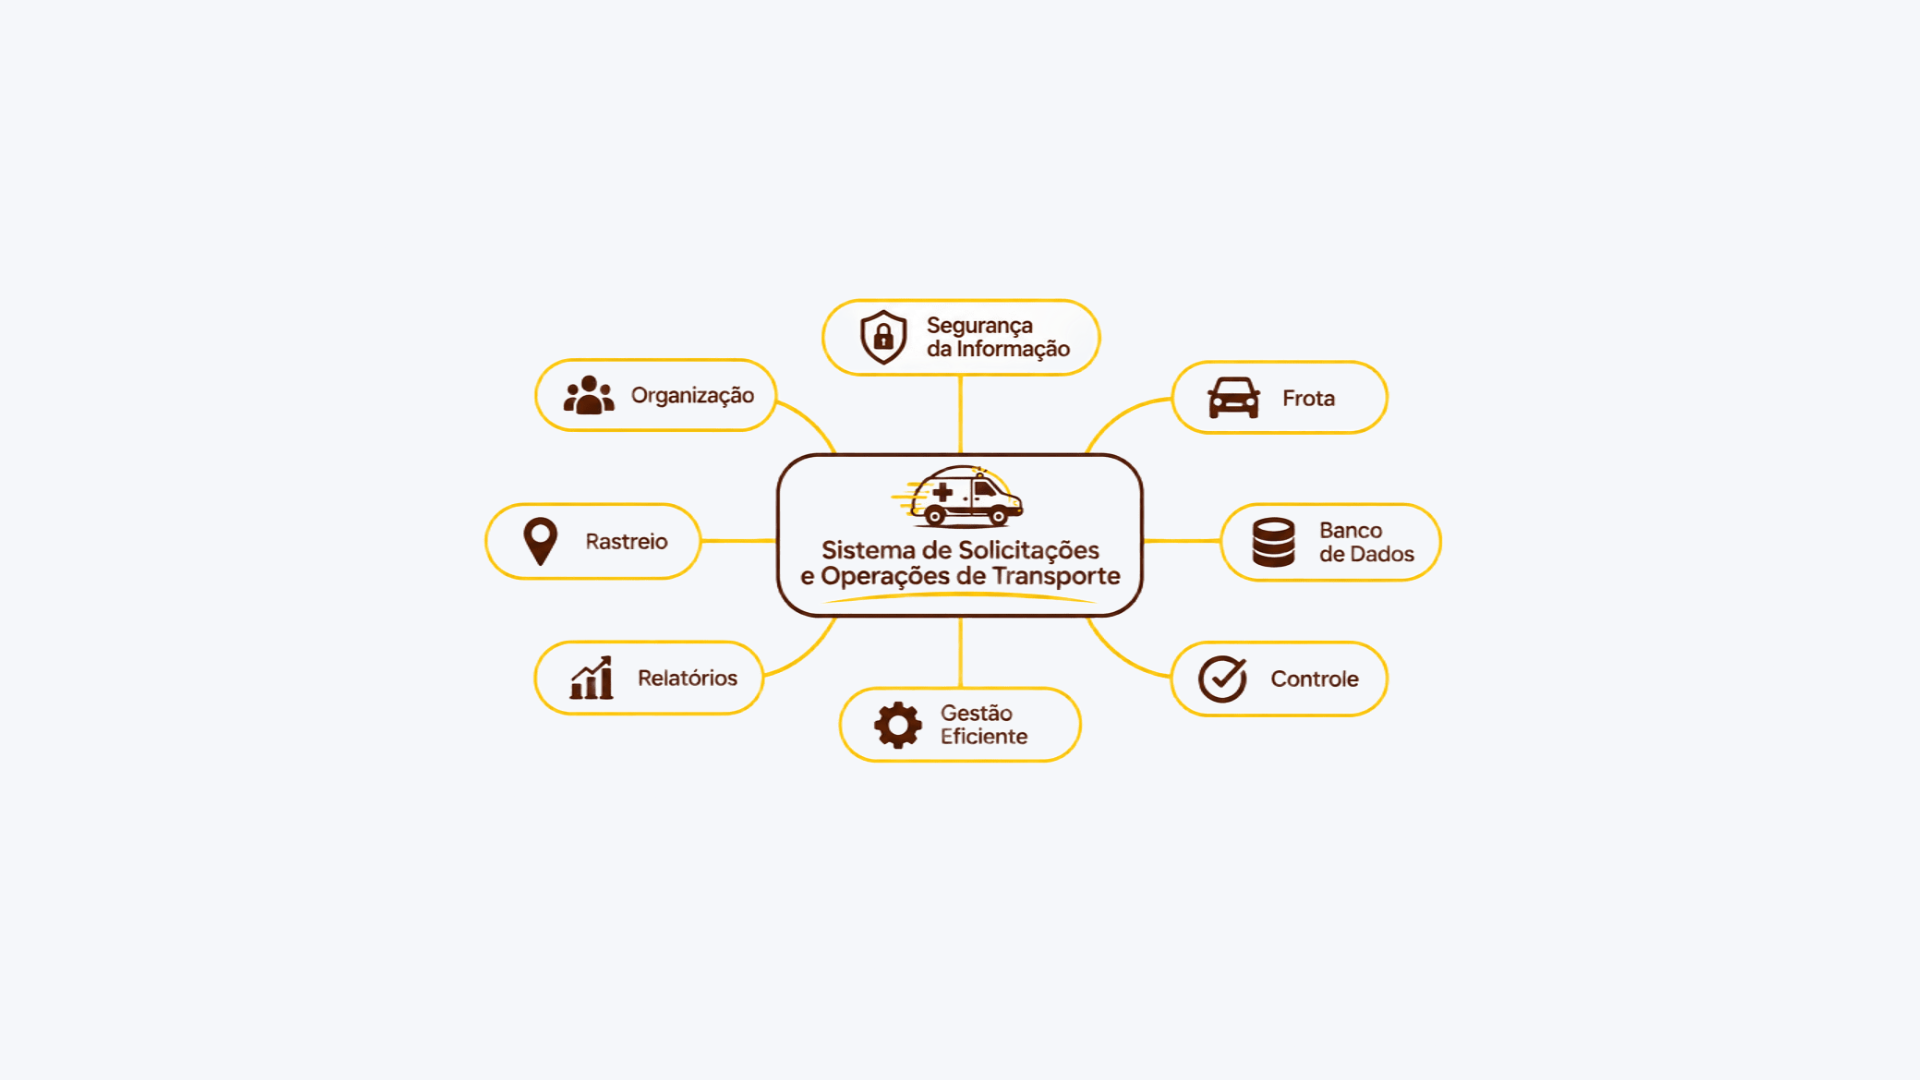 Segurança
da Informação
Organização
Frota
Sistema de Solicitações
e Operações de Transporte
Rastreio
Banco
de Dados
Relatórios
Controle
Gestão
Eficiente